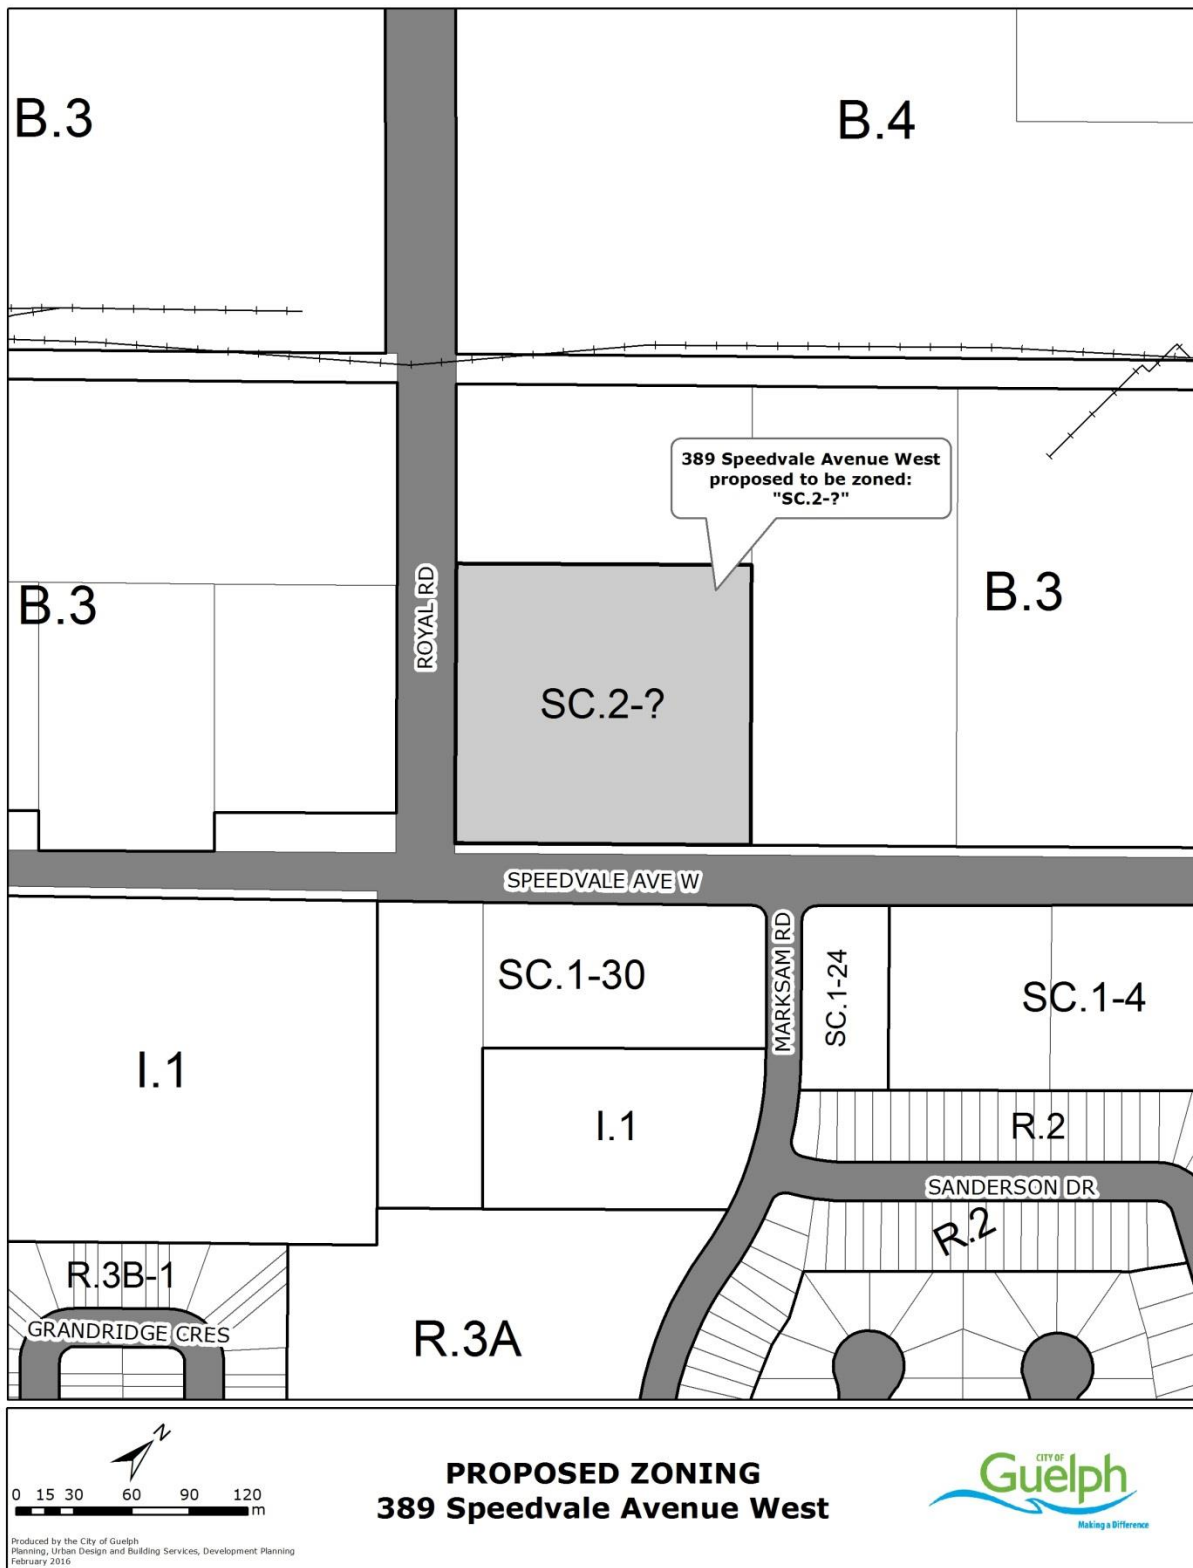 B.3
B.4
389 Speedvale Avenue West
proposed to be zoned:
"SC.2-?"
B.3
ROYAL RD
B.3
SC.2-?
SPEEDVALE AVE W
SC.1-30
MARKSAM RD
SC.1-24
SC.1-4
I.1
I.1
R.2
SANDERSON DR
R.2
R.3B-1
GRANDRIDGE CRES
R.3A
N
0 15 30 60 90 120
m
PROPOSED ZONING
389 Speedvale Avenue West
CITY OF
Guelph
Making a Difference
Produced by the City of Guelph
Planning, Urban Design and Building Services, Development Planning
February 2016